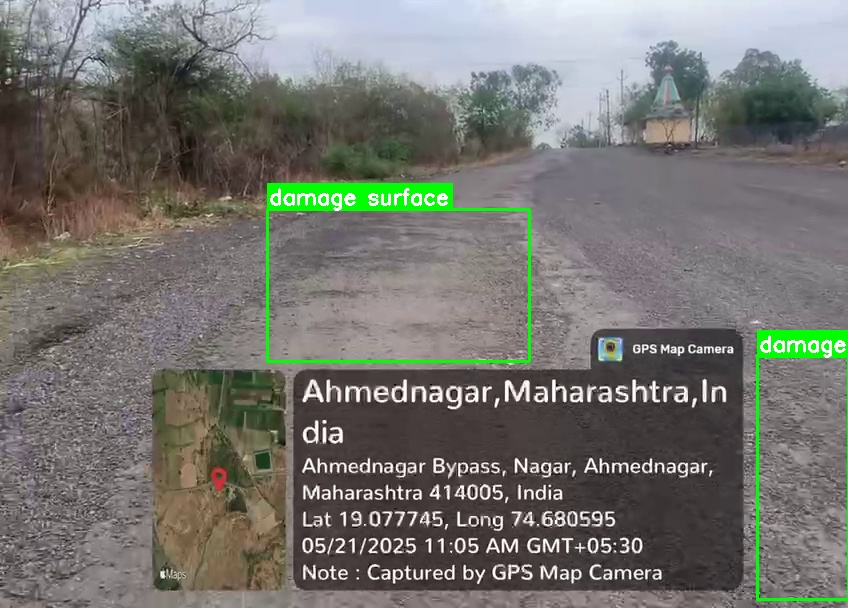 damage surface
damage
GPS Map Camera
Ahmednagar,Maharashtra,In
dia
Ahmednagar Bypass, Nagar, Ahmednagar,
Maharashtra 414005, India
Lat 19.077745, Long 74.680595
05/21/2025 11:05 AM GMT+05:30
Note : Captured by GPS Map Camera
Maps